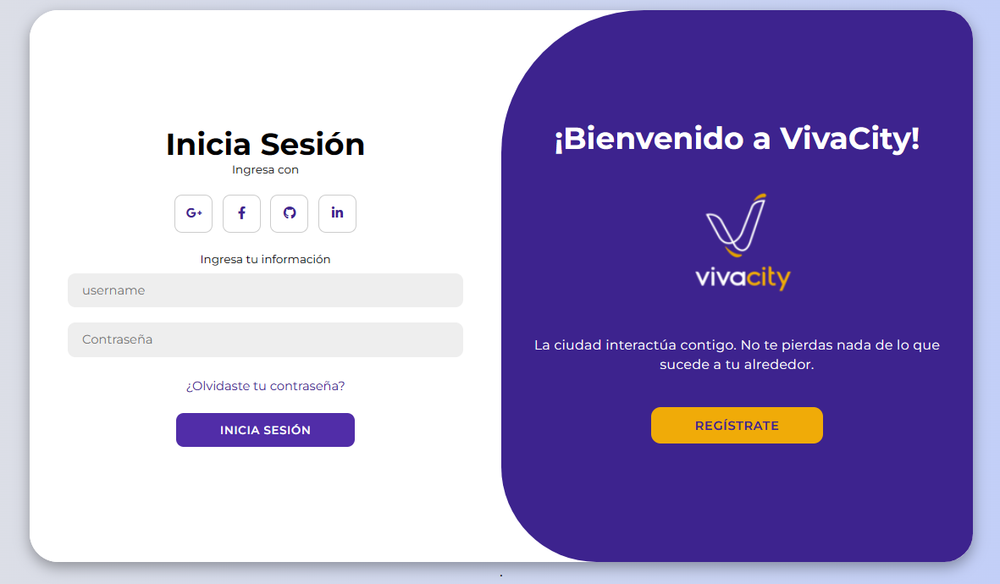 Inicia Sesión
Ingresa con
G+
f
in
Ingresa tu información
username
Contraseña
¿Olvidaste tu contraseña?
INICIA SESIÓN
¡Bienvenido a VivaCity!
vivacity
La ciudad interactúa contigo. No te pierdas nada de lo que
sucede a tu alrededor.
REGÍSTRATE
.